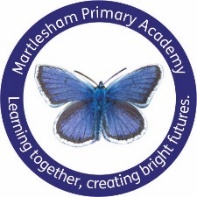 Martlesham Primary Academy
Learning together, creating bright futures.